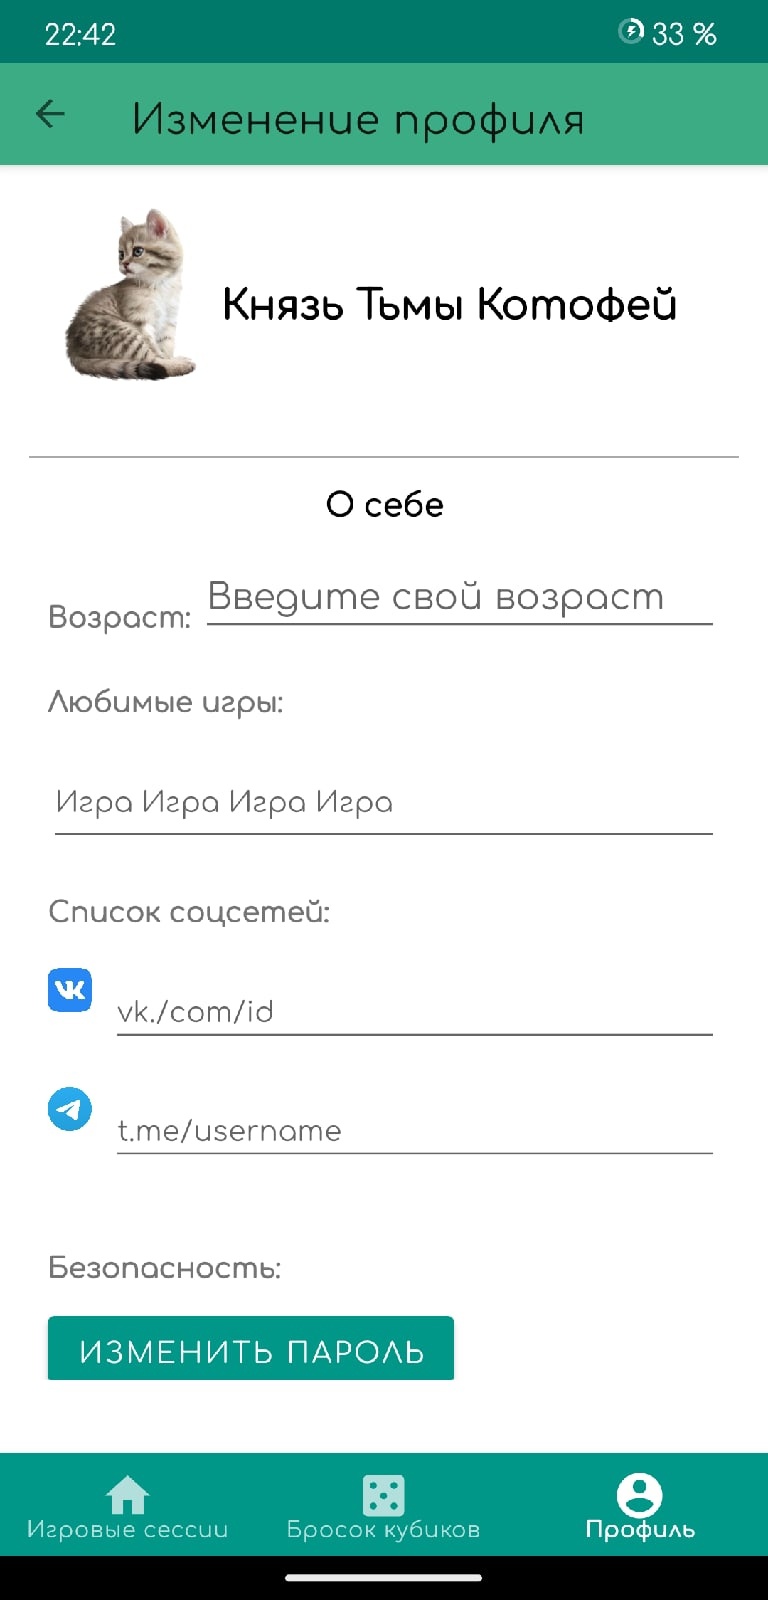 22:42
33 %
Изменение профиля
Князь Тьмы Котофей
О себе
Возраст: Введите свой возраст
Любимые игры:
Игра Игра Игра Игра
Список соцсетей:
vk./com/id
t.me/username
Безопасность:
ИЗМЕНИТЬ ПАРОЛЬ
Игровые сессии
Бросок кубиков
Профиль